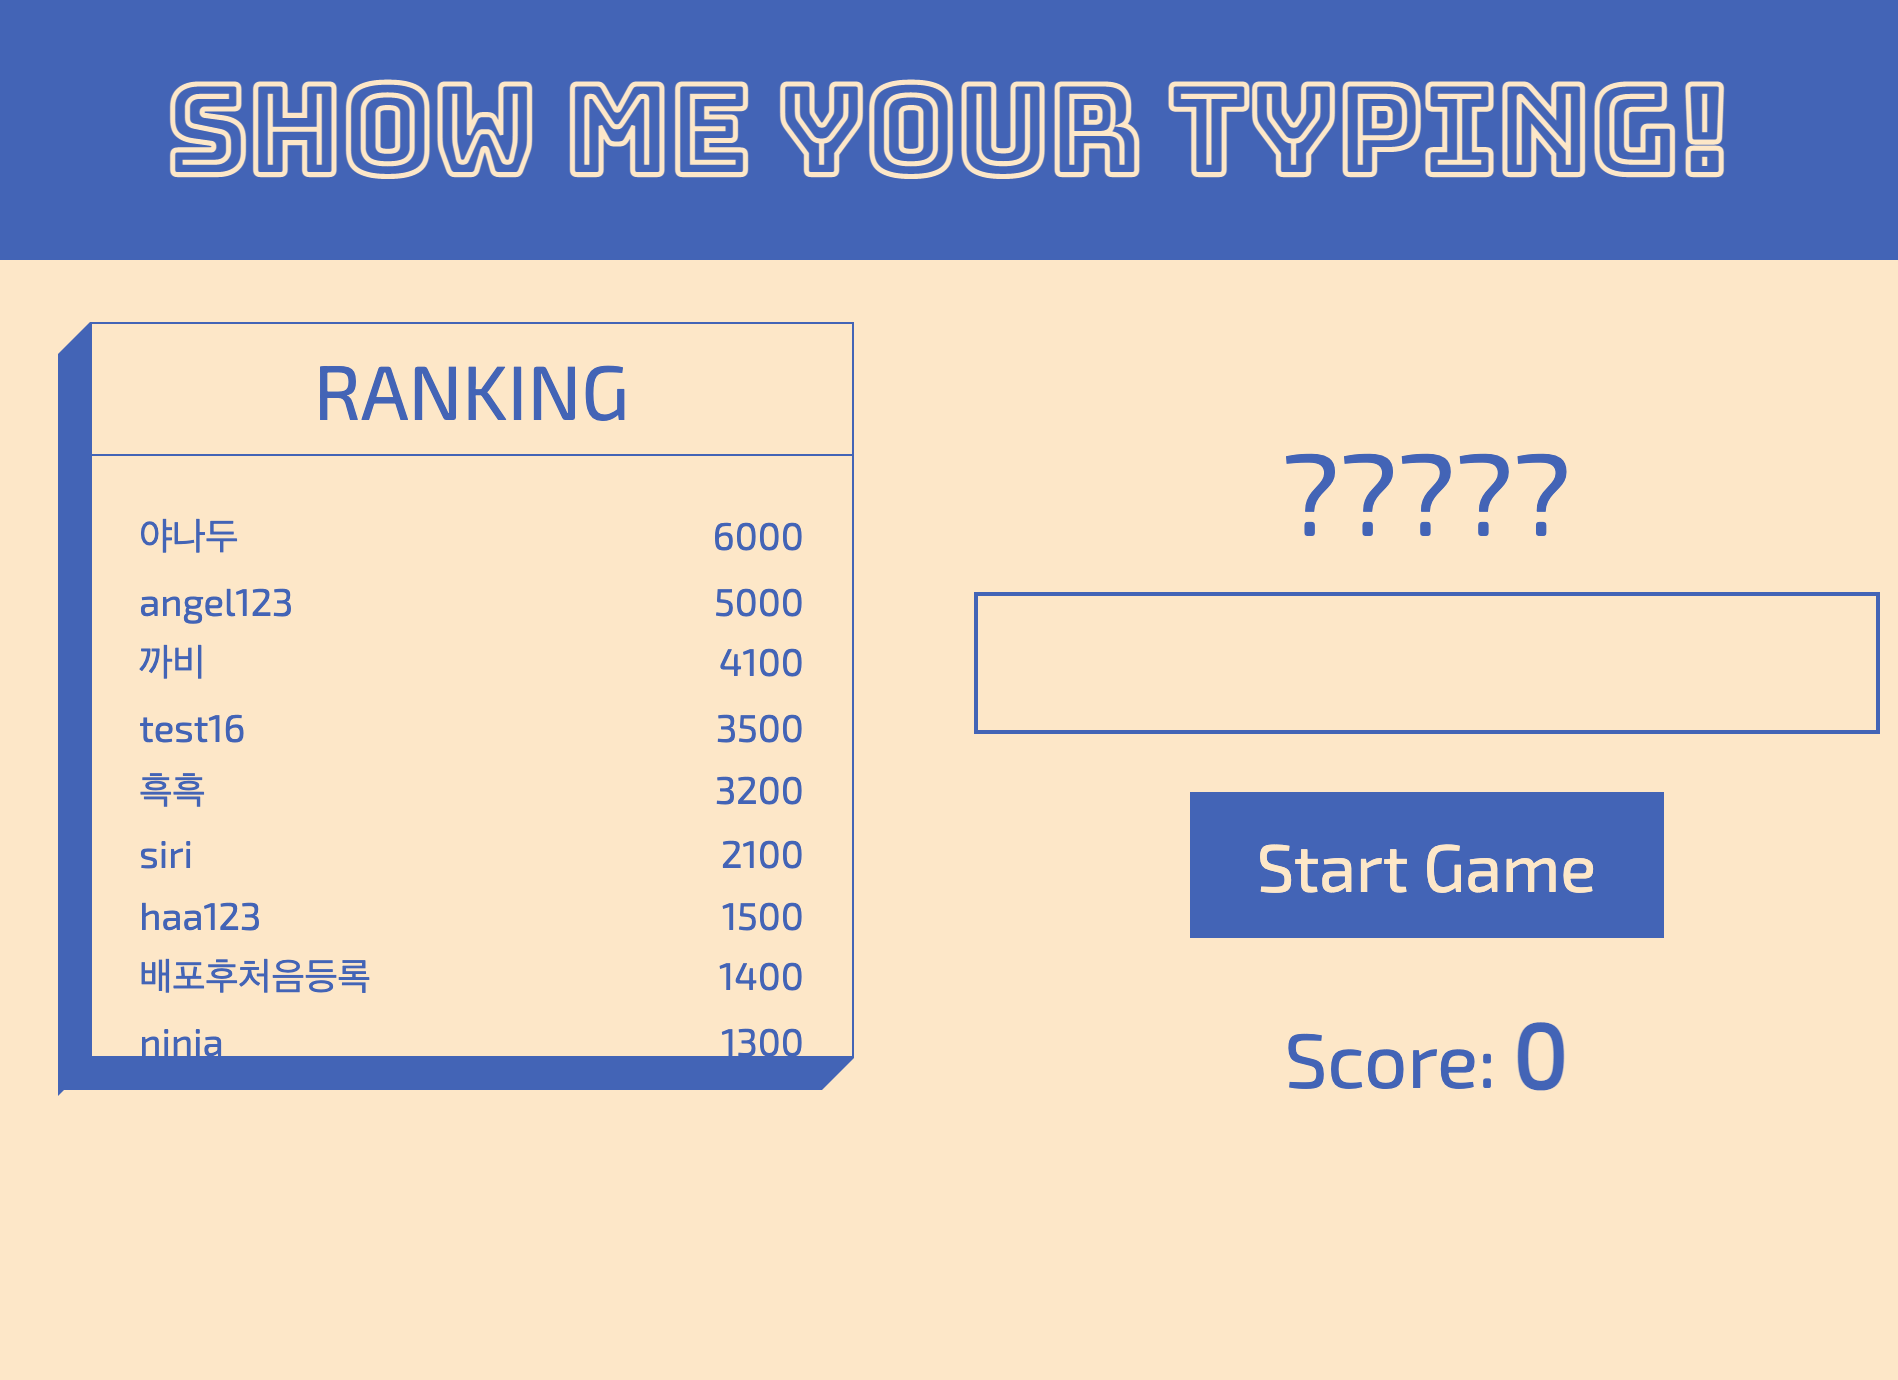 SHOW ME YOUR TYPING!
RANKING
야나두 6000
angel123 5000
까비 4100
test16 3500
흑흑 3200
siri 2100
haa123 1500
배포후처음등록 1400
ninja 1300
?????
Start Game
Score: 0